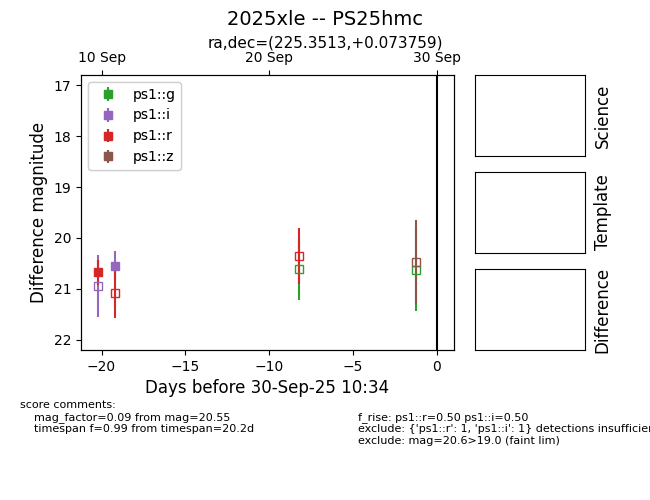 2025xle -- PS25hmc
ra,dec=(225.3513,+0.073759)
10 Sep
20 Sep
30 Sep
17
18
19
20
21
22
Difference magnitude
ps1::g
ps1::i
ps1::r
ps1::z
−20
−15
−10
−5
0
Days before 30-Sep-25 10:34
Science
Template
Difference
score comments:
mag_factor=0.09 from mag=20.55
timespan f=0.99 from timespan=20.2d
f_rise: ps1::r=0.50 ps1::i=0.50
exclude: {'ps1::r': 1, 'ps1::i': 1} detections insufficien
exclude: mag=20.6>19.0 (faint lim)